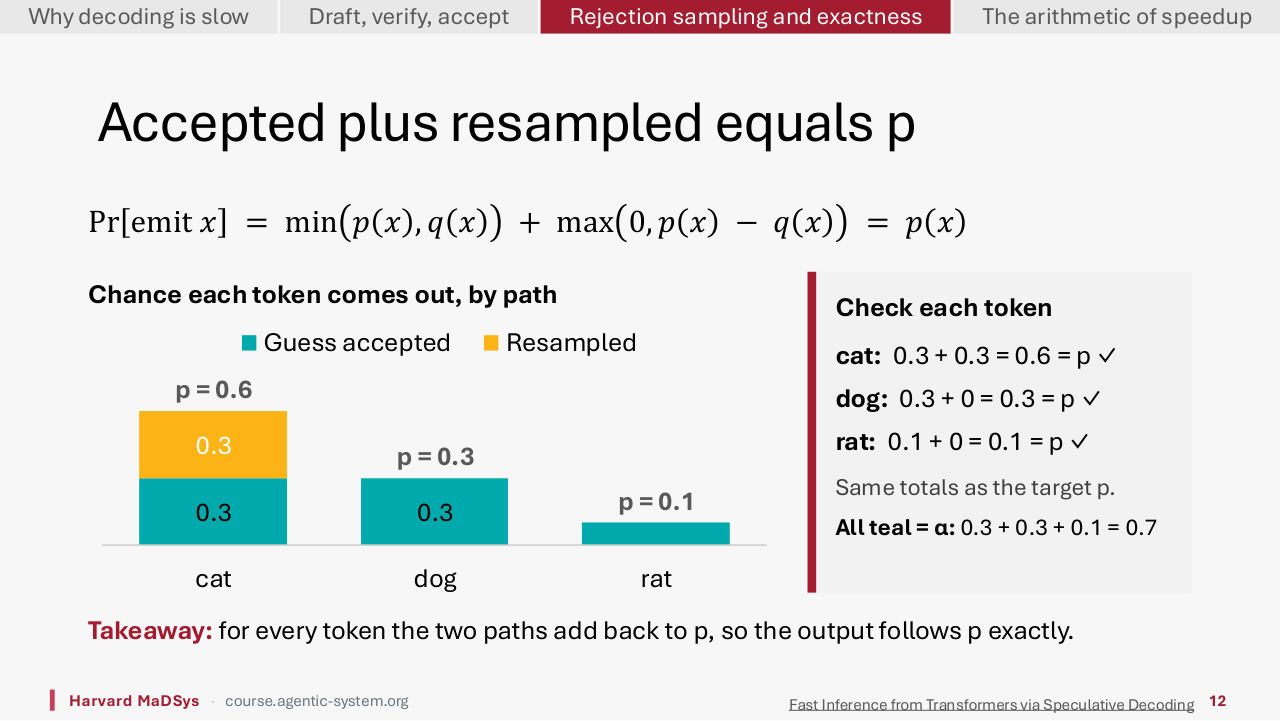 Why decoding is slow
Draft, verify, accept
Rejection sampling and exactness
The arithmetic of speedup
Accepted plus resampled equals p
Pr[emit x] = min(p(x), q(x)) + max(0, p(x) − q(x)) = p(x)
Chance each token comes out, by path
Guess accepted
Resampled
p = 0.6
0.3
0.3
p = 0.3
0.3
p = 0.1
cat
dog
rat
Check each token
cat: 0.3 + 0.3 = 0.6 = p ✓
dog: 0.3 + 0 = 0.3 = p ✓
rat: 0.1 + 0 = 0.1 = p ✓
Same totals as the target p.
All teal = α: 0.3 + 0.3 + 0.1 = 0.7
Takeaway: for every token the two paths add back to p, so the output follows p exactly.
Harvard MaDSys · course.agentic-system.org
Fast Inference from Transformers via Speculative Decoding
12